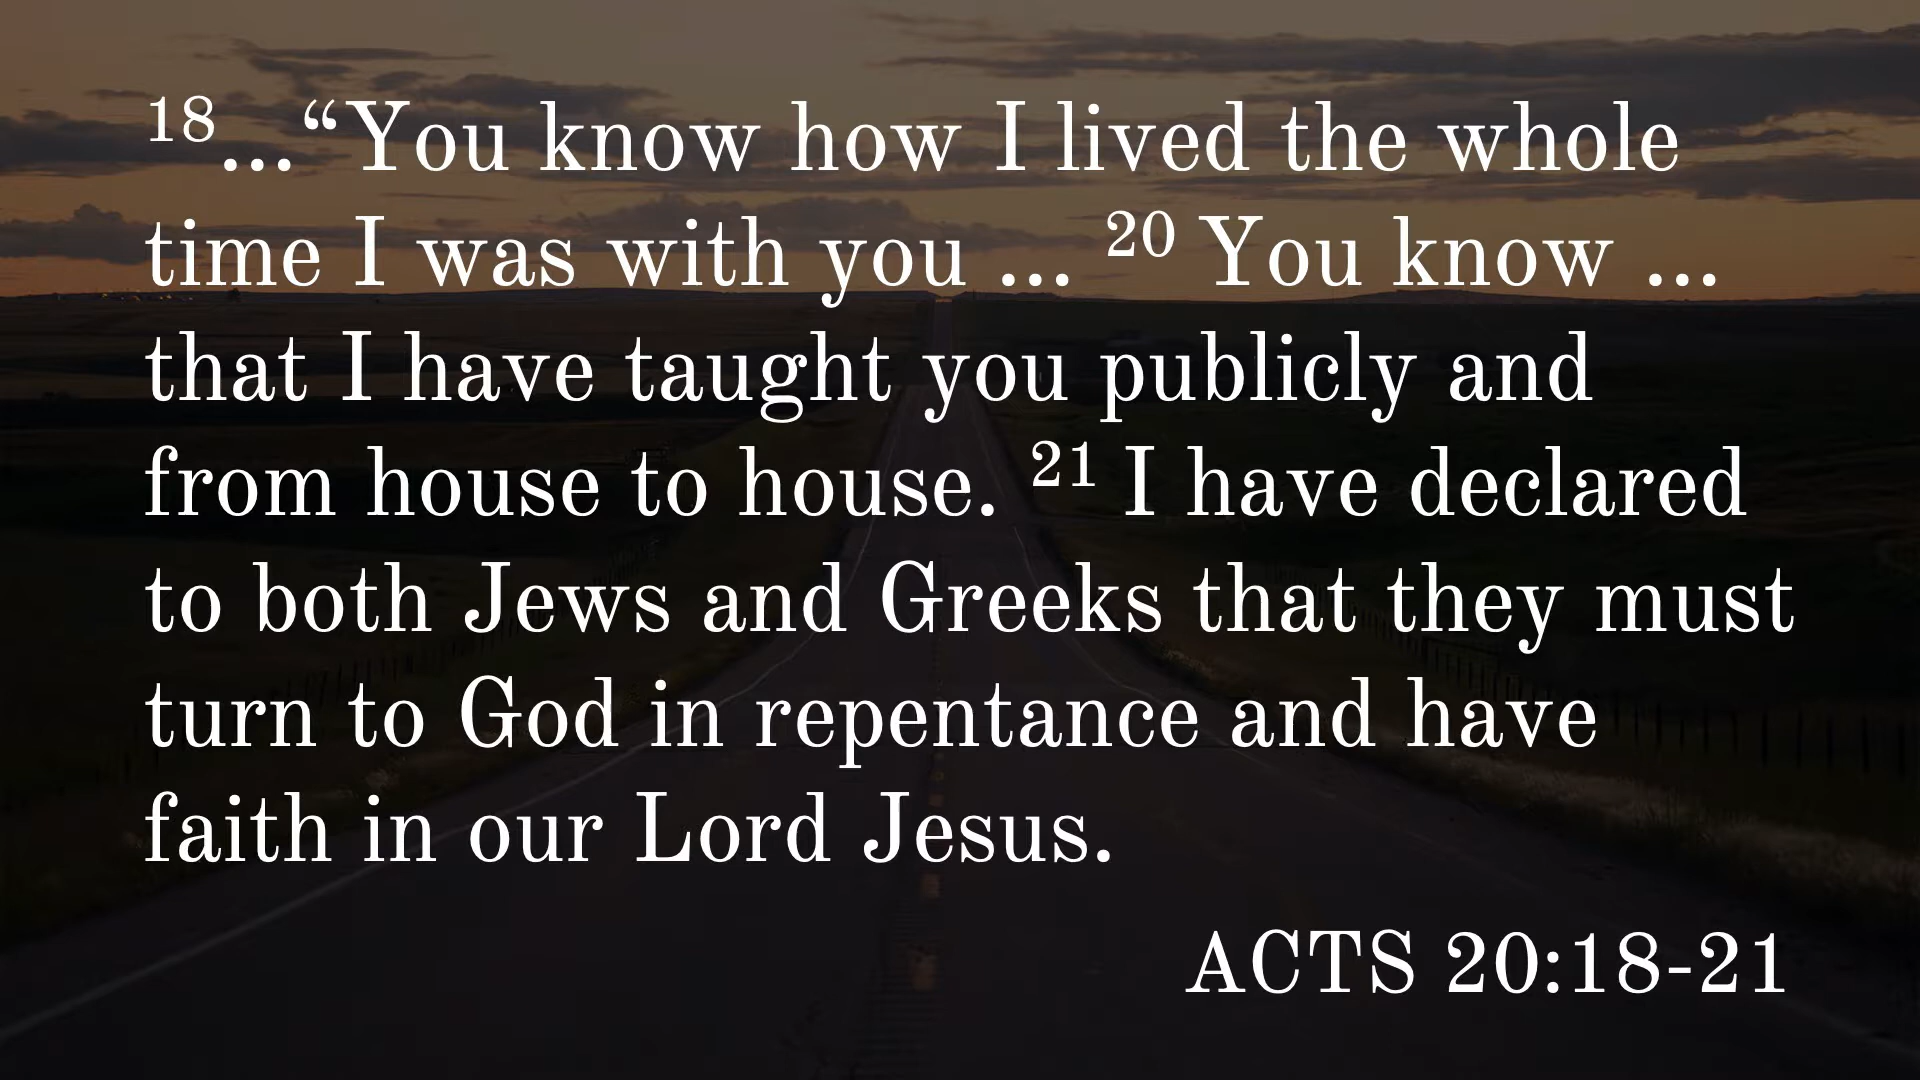 18... “You know how I lived the whole
time I was with you ... 20 You know ...
that I have taught you publicly and
from house to house. 21 I have declared
to both Jews and Greeks that they must
turn to God in repentance and have
faith in our Lord Jesus.
ACTS 20:18-21